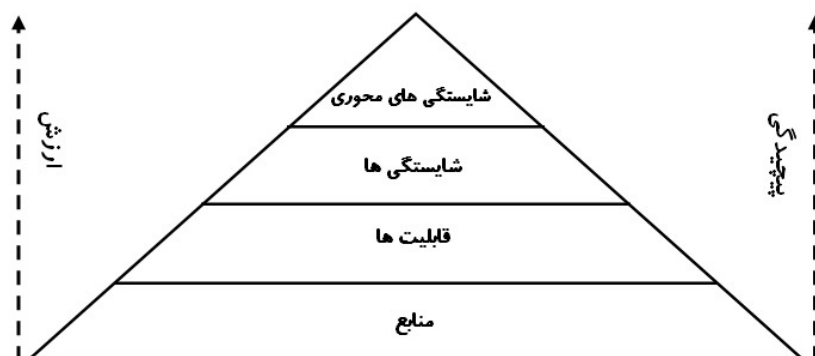 شایستگی های محوری
شایستگی ها
قابلیت ها
منابع
ارزش
پیچیدگی